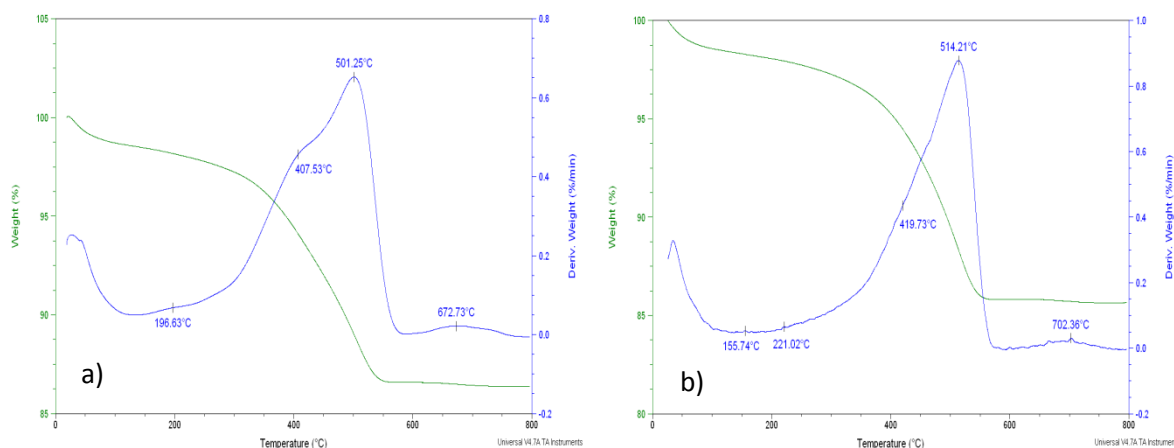 105
100
95
90
85
Weight (%)
0.8
0.6
0.4
0.2
0.0
-0.2
Deriv. Weight (%/min)
501.25°C
407.53°C
196.63°C
672.73°C
a)
0
200
400
600
800
Temperature (°C)
Universal V4.7A TA Instruments
100
95
90
85
80
Weight (%)
1.0
0.8
0.6
0.4
0.2
0.0
-0.2
Deriv. Weight (%/min)
514.21°C
419.73°C
155.74°C
221.02°C
702.36°C
b)
0
200
400
600
800
Temperature (°C)
Universal V4.7A TA Instruments